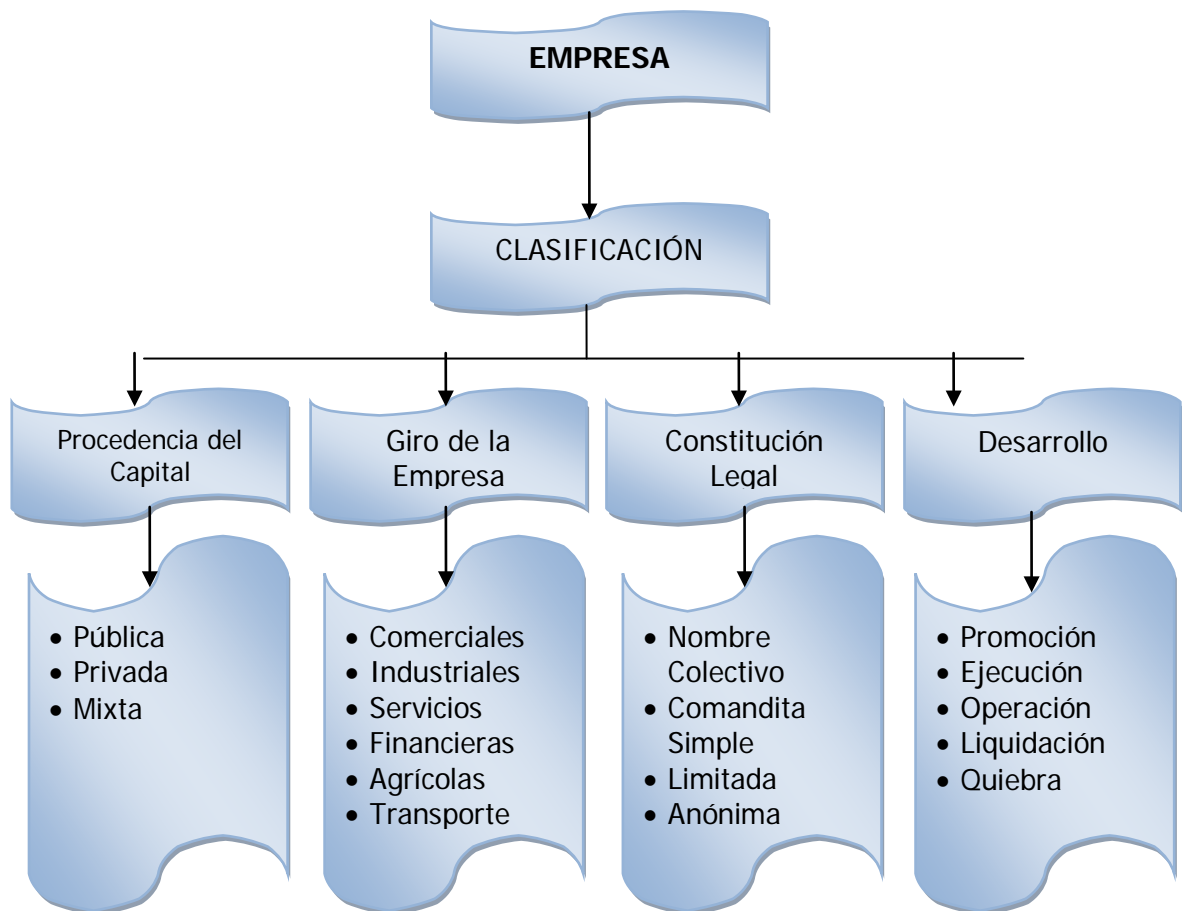 EMPRESA
CLASIFICACIÓN
Procedencia del
Capital
Giro de la
Empresa
Constitución
Legal
Desarrollo
• Pública
• Privada
• Mixta
• Comerciales
• Industriales
• Servicios
• Financieras
• Agrícolas
• Transporte
• Nombre
Colectivo
• Comandita
Simple
• Limitada
• Anónima
• Promoción
• Ejecución
• Operación
• Liquidación
• Quiebra